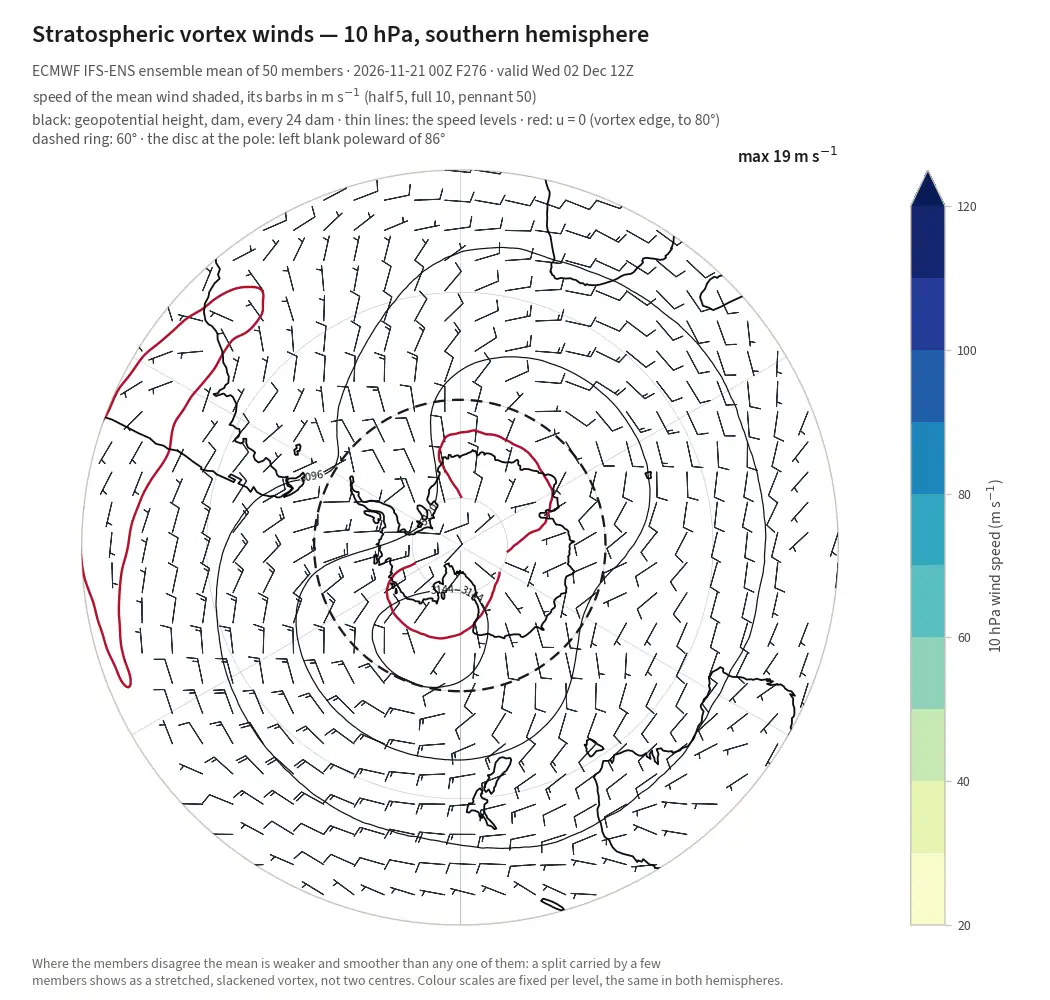 Stratospheric vortex winds — 10 hPa, southern hemisphere
ECMWF IFS-ENS ensemble mean of 50 members · 2026-11-21 00Z F276 · valid Wed 02 Dec 12Z
speed of the mean wind shaded, its barbs in m s⁻¹ (half 5, full 10, pennant 50)
black: geopotential height, dam, every 24 dam · thin lines: the speed levels · red: u = 0 (vortex edge, to 80°)
dashed ring: 60° · the disc at the pole: left blank poleward of 86°
max 19 m s⁻¹
120
100
80
60
40
20
10 hPa wind speed (m s⁻¹)
Where the members disagree the mean is weaker and smoother than any one of them: a split carried by a few
members shows as a stretched, slackened vortex, not two centres. Colour scales are fixed per level, the same in both hemispheres.